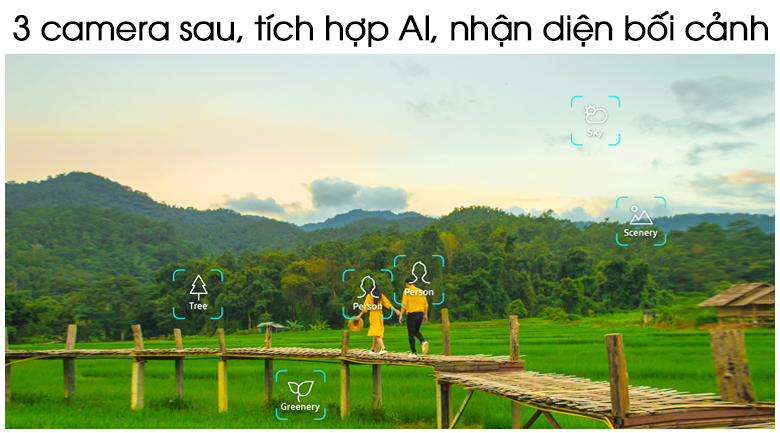 3 camera sau, tích hợp AI, nhận diện bối cảnh
Sky
Scenery
Person
Person
Tree
Greenery